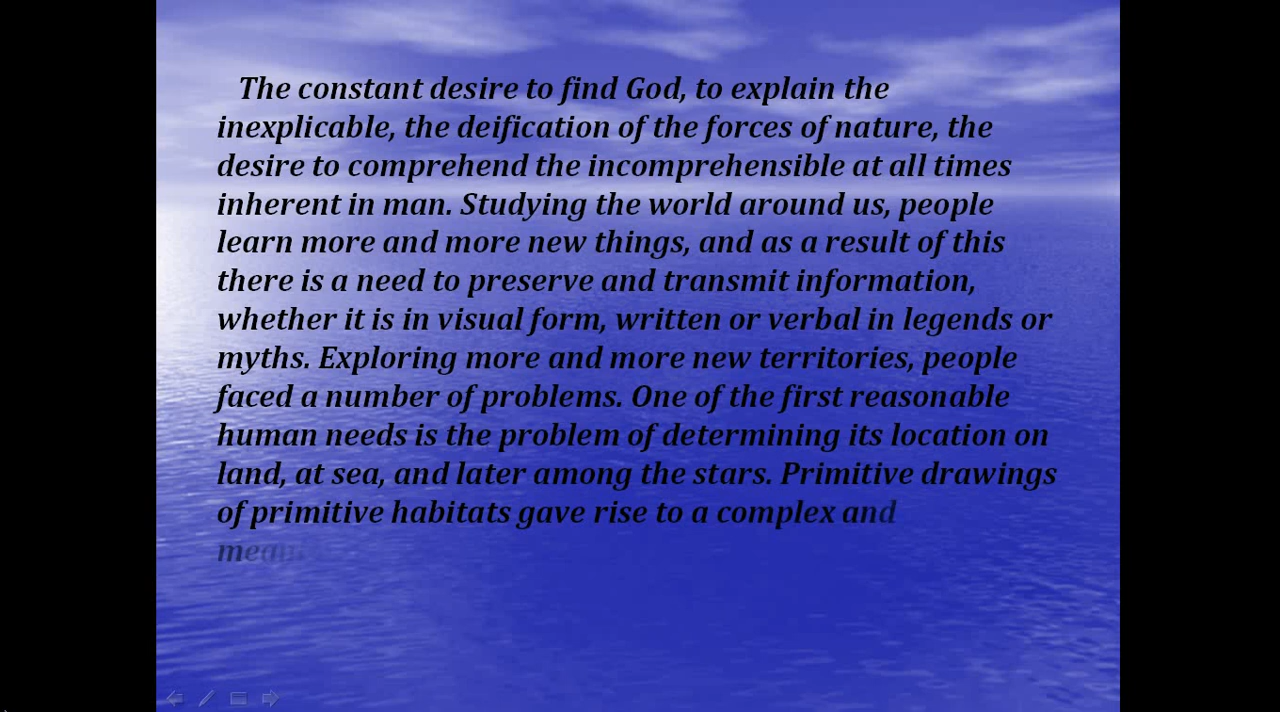 The constant desire to find God, to explain the
inexplicable, the deification of the forces of nature, the
desire to comprehend the incomprehensible at all times
inherent in man. Studying the world around us, people
learn more and more new things, and as a result of this
there is a need to preserve and transmit information,
whether it is in visual form, written or verbal in legends or
myths. Exploring more and more new territories, people
faced a number of problems. One of the first reasonable
human needs is the problem of determining its location on
land, at sea, and later among the stars. Primitive drawings
of primitive habitats gave rise to a complex and